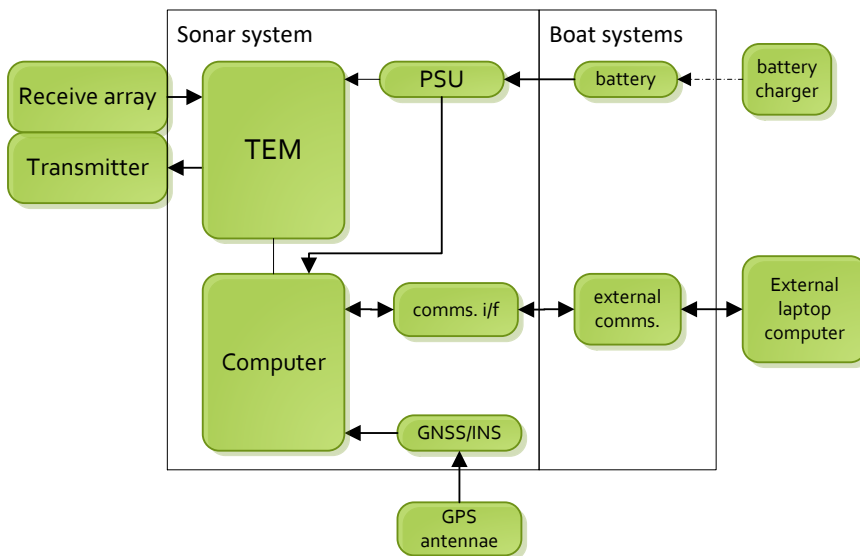 Sonar system
Boat systems
Receive array
Transmitter
TEM
PSU
battery
battery
charger
Computer
comms. i/f
external
comms.
External
laptop
computer
GNSS/INS
GPS
antennae